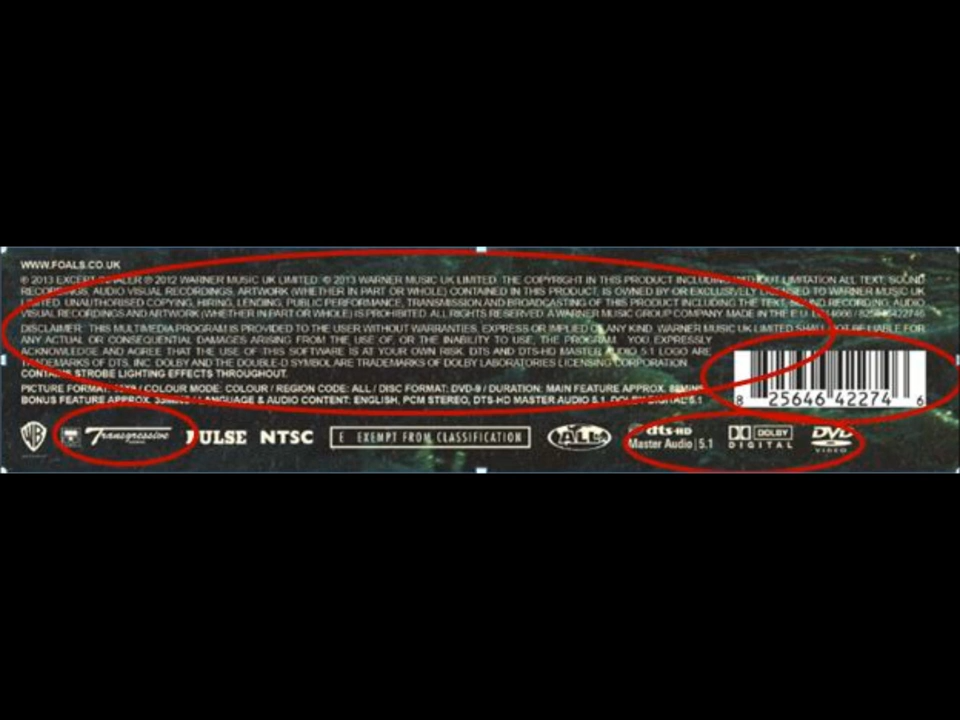 WWW.FOALS.CO.UK
℗ 2013 EXCEPT TRAILER ℗ 2012 WARNER MUSIC UK LIMITED. © 2013 WARNER MUSIC UK LIMITED. THE COPYRIGHT IN THIS PRODUCT INCLUDING WITHOUT LIMITATION ALL TEXT, SOUND
RECORDINGS, AUDIO VISUAL RECORDINGS, ARTWORK (WHETHER IN PART OR WHOLE) CONTAINED IN THIS PRODUCT, IS OWNED BY OR EXCLUSIVELY LICENSED TO WARNER MUSIC UK
LIMITED. UNAUTHORISED COPYING, HIRING, LENDING, PUBLIC PERFORMANCE, TRANSMISSION AND BROADCASTING OF THIS PRODUCT INCLUDING THE TEXT, SOUND RECORDING, AUDIO
VISUAL RECORDINGS AND ARTWORK (WHETHER IN PART OR WHOLE) IS PROHIBITED. ALL RIGHTS RESERVED. A WARNER MUSIC GROUP COMPANY. MADE IN THE E.U.
DISCLAIMER: THIS MULTIMEDIA PROGRAM IS PROVIDED TO THE USER WITHOUT WARRANTIES, EXPRESS OR IMPLIED OF ANY KIND. WARNER MUSIC UK LIMITED SHALL NOT BE LIABLE FOR
ANY ACTUAL OR CONSEQUENTIAL DAMAGES ARISING FROM THE USE OF, OR THE INABILITY TO USE, THE PROGRAM. YOU EXPRESSLY
ACKNOWLEDGE AND AGREE THAT THE USE OF THIS SOFTWARE IS AT YOUR OWN RISK. DTS AND DTS-HD MASTER AUDIO 5.1 LOGO ARE
TRADEMARKS OF DTS, INC. DOLBY AND THE DOUBLE-D SYMBOL ARE TRADEMARKS OF DOLBY LABORATORIES LICENSING CORPORATION
CONTAINS STROBE LIGHTING EFFECTS THROUGHOUT.
PICTURE FORMAT: / COLOUR MODE: COLOUR / REGION CODE: ALL / DISC FORMAT: DVD-9 / DURATION: MAIN FEATURE APPROX. 88MINS
BONUS FEATURE APPROX. / LANGUAGE & AUDIO CONTENT: ENGLISH, PCM STEREO, DTS-HD MASTER AUDIO 5.1, DOLBY DIGITAL 5.1
8 25646 42274 6
WB Transgressive PULSE NTSC E EXEMPT FROM CLASSIFICATION ALL dts-HD Master Audio | 5.1 DOLBY DIGITAL DVD VIDEO